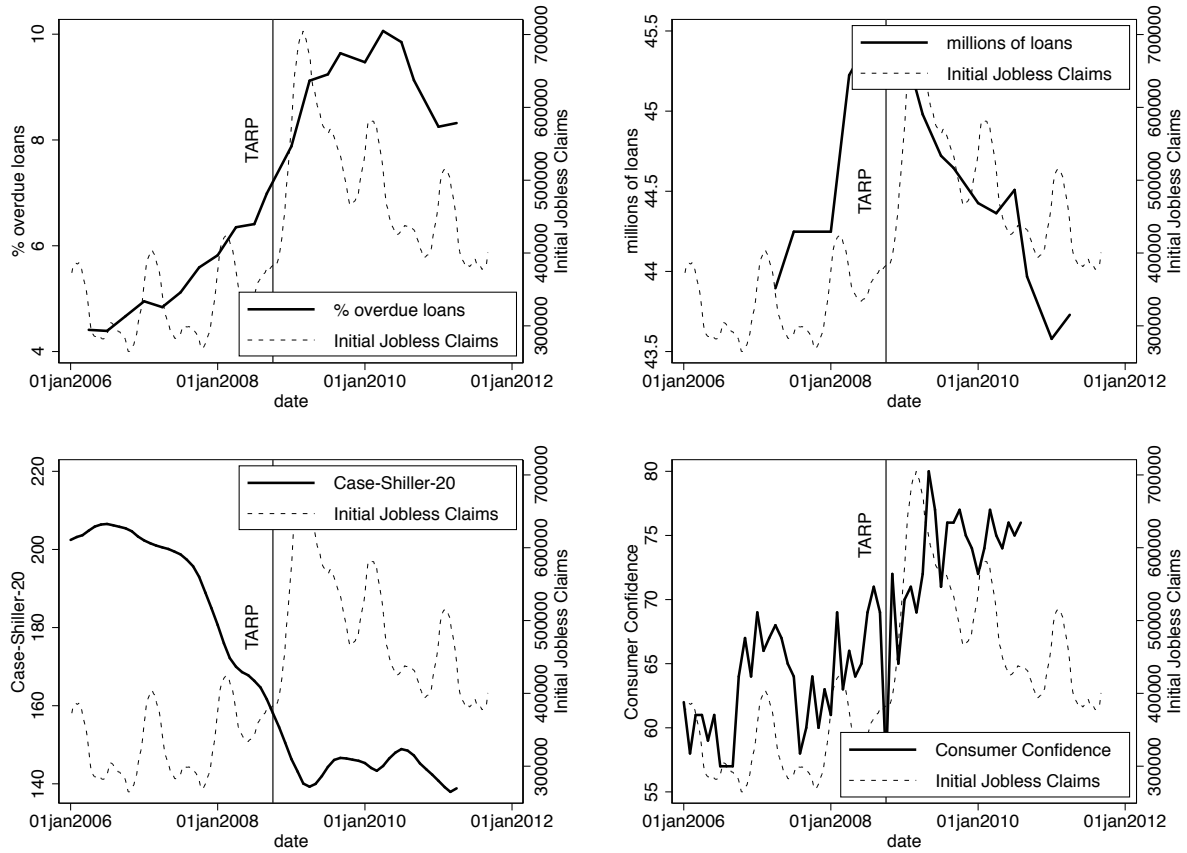 10
8
6
4
% overdue loans
700000
600000
500000
400000
300000
Initial Jobless Claims
TARP
% overdue loans
Initial Jobless Claims
01jan2006
01jan2008
01jan2010
01jan2012
date
45.5
45
44.5
44
43.5
millions of loans
700000
600000
500000
400000
300000
Initial Jobless Claims
TARP
millions of loans
Initial Jobless Claims
01jan2006
01jan2008
01jan2010
01jan2012
date
220
200
180
160
140
Case-Shiller-20
700000
600000
500000
400000
300000
Initial Jobless Claims
TARP
Case-Shiller-20
Initial Jobless Claims
01jan2006
01jan2008
01jan2010
01jan2012
date
80
75
70
65
60
55
Consumer Confidence
700000
600000
500000
400000
300000
Initial Jobless Claims
TARP
Consumer Confidence
Initial Jobless Claims
01jan2006
01jan2008
01jan2010
01jan2012
date